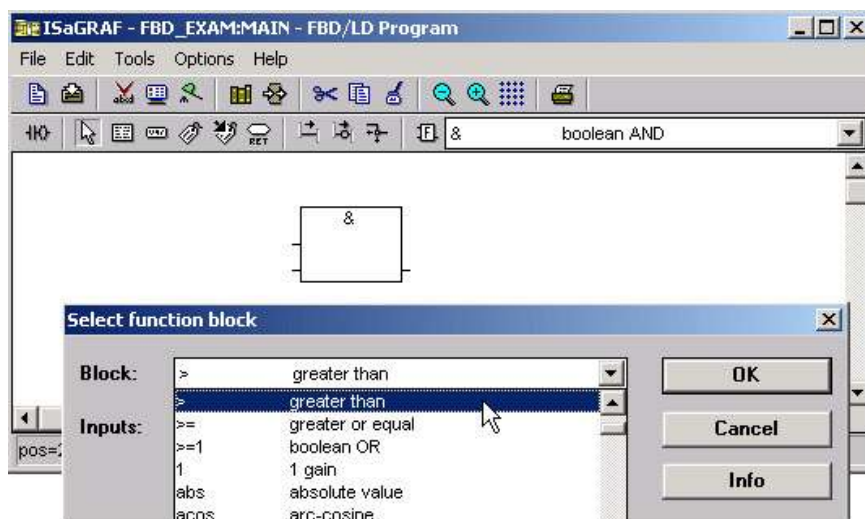 ISaGRAF - FBD_EXAM:MAIN - FBD/LD Program
File Edit Tools Options Help
& boolean AND
&
Select function block
Block: > greater than
> greater than
Inputs: >= greater or equal
>=1 boolean OR
1 1 gain
abs absolute value
acos arc-cosine
OK
Cancel
Info
pos=